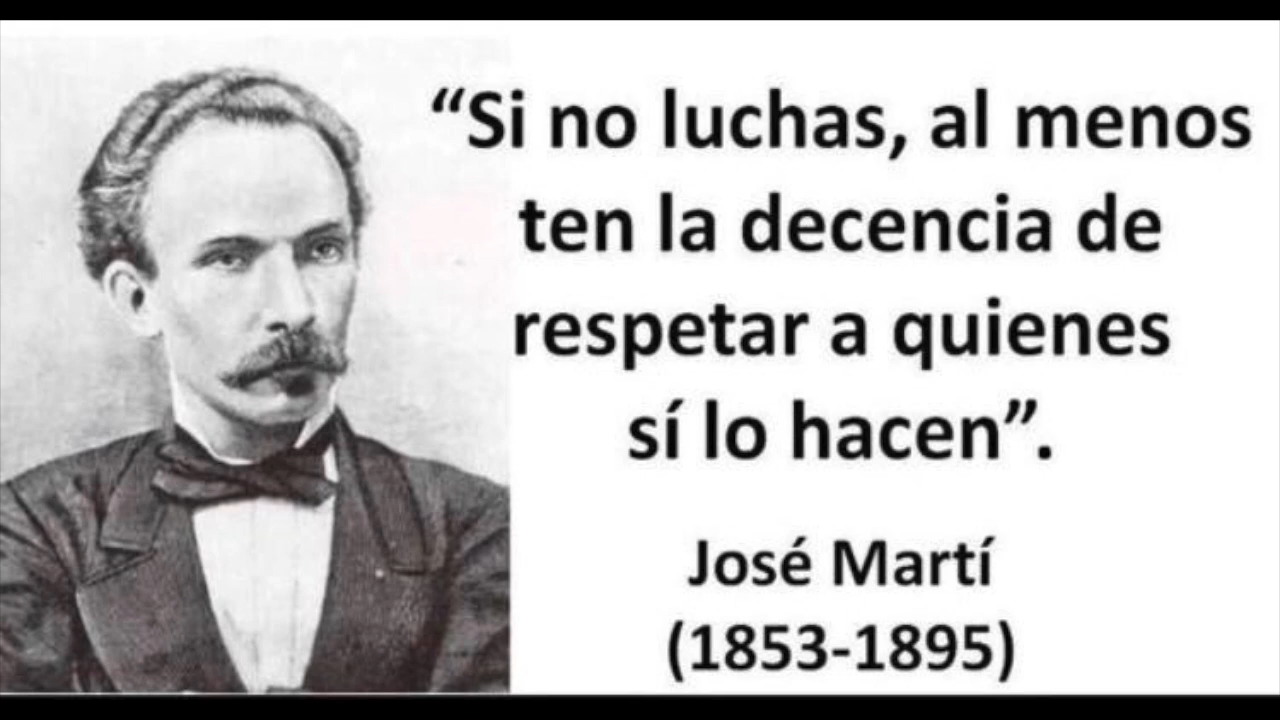 “Si no luchas, al menos
ten la decencia de
respetar a quienes
sí lo hacen”.
José Martí
(1853-1895)